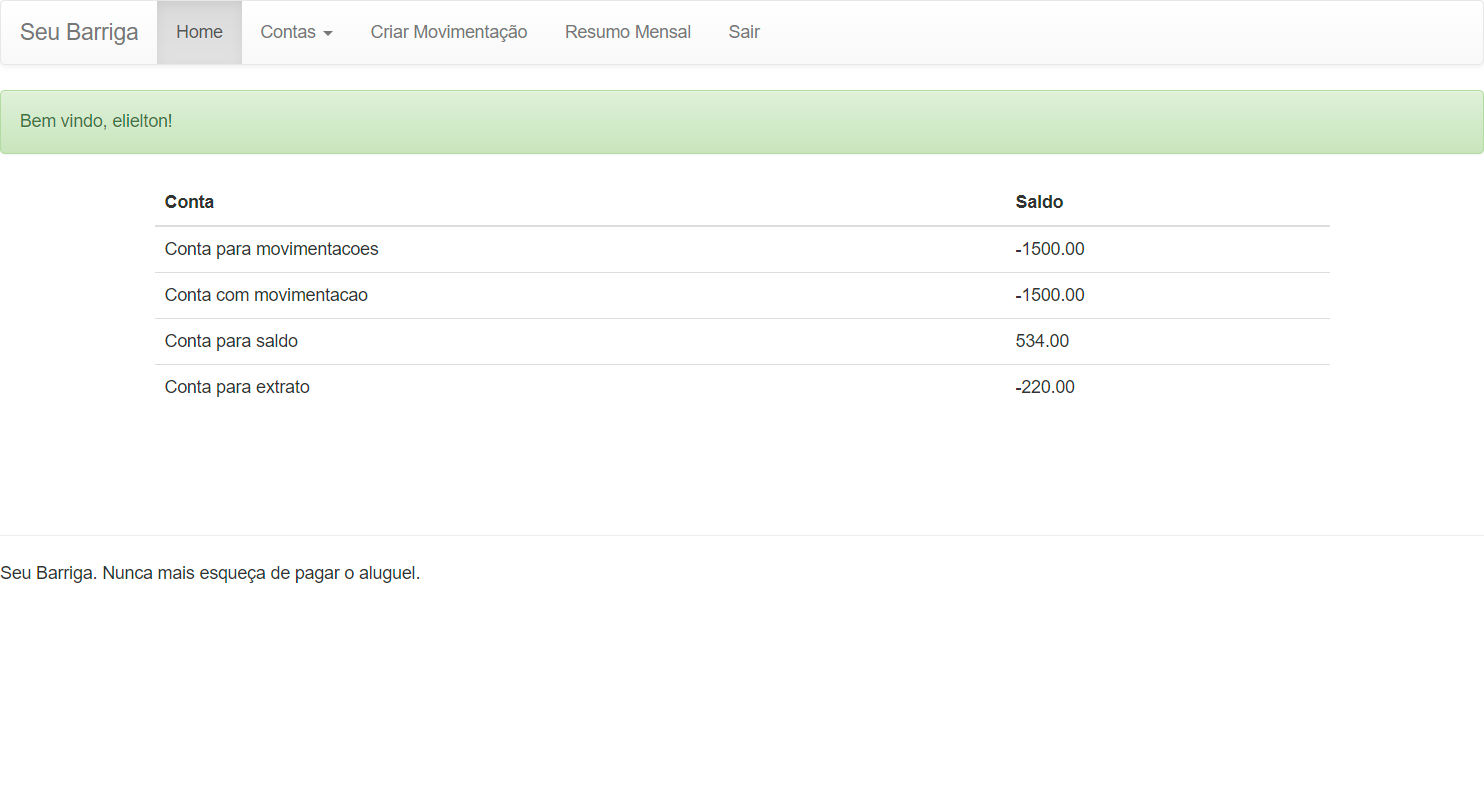 Seu Barriga Home Contas Criar Movimentação Resumo Mensal Sair
Bem vindo, elielton!
Conta Saldo
Conta para movimentacoes -1500.00
Conta com movimentacao -1500.00
Conta para saldo 534.00
Conta para extrato -220.00
Seu Barriga. Nunca mais esqueça de pagar o aluguel.